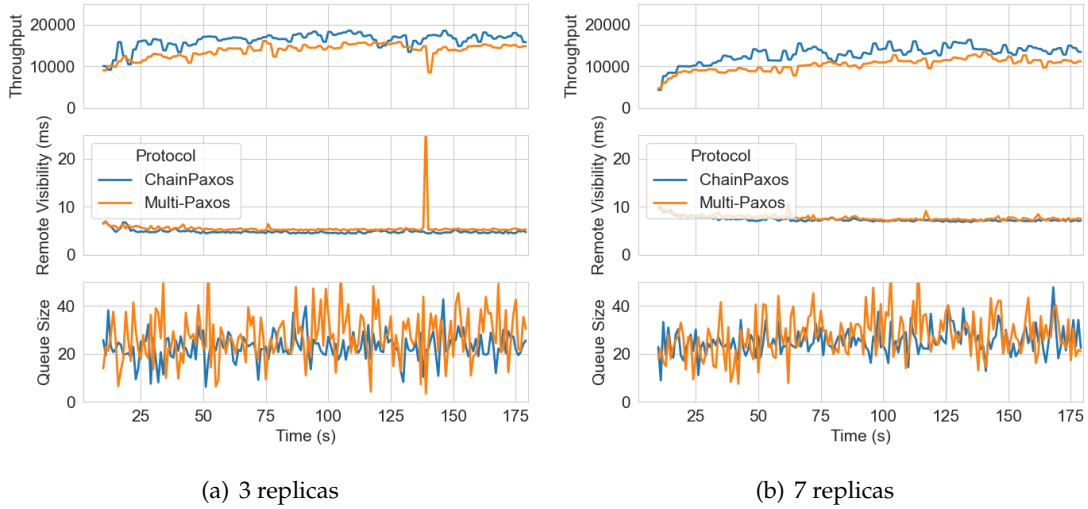 Throughput
20000
10000
0
Remote Visibility (ms)
20
10
0
Protocol
ChainPaxos
Multi-Paxos
Queue Size
40
20
0
25 50 75 100 125 150 175
Time (s)
(a) 3 replicas
Throughput
20000
10000
0
Remote Visibility (ms)
20
10
0
Protocol
ChainPaxos
Multi-Paxos
Queue Size
40
20
0
25 50 75 100 125 150 175
Time (s)
(b) 7 replicas